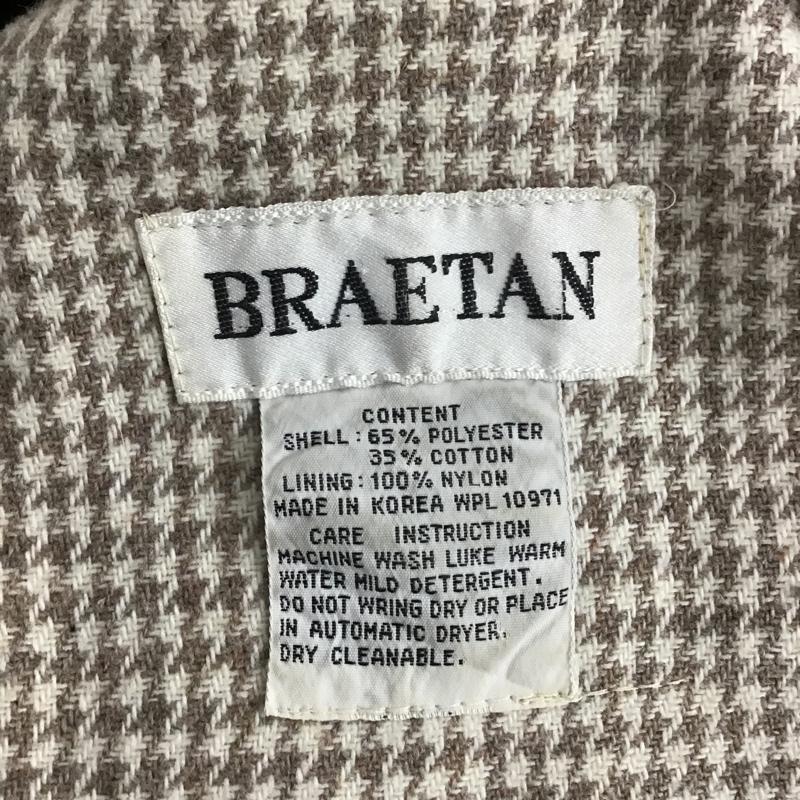 BRAETAN
CONTENT
SHELL: 65% POLYESTER
35% COTTON
LINING: 100% NYLON
MADE IN KOREA WPL 10971
CARE INSTRUCTION
MACHINE WASH LUKE WARM
WATER MILD DETERGENT.
DO NOT WRING DRY OR PLACE
IN AUTOMATIC DRYER.
DRY CLEANABLE.